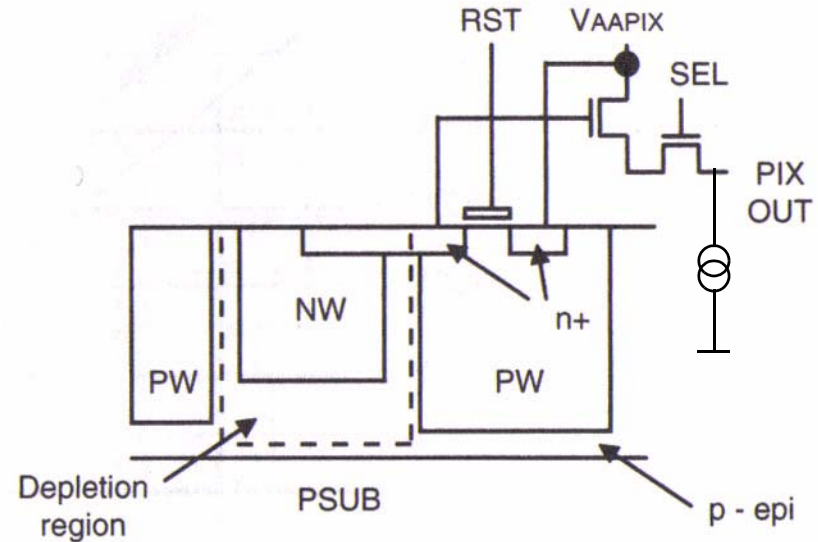 RST
VAAPIX
SEL
PIX
OUT
NW
n+
PW
PW
Depletion
region
PSUB
p - epi